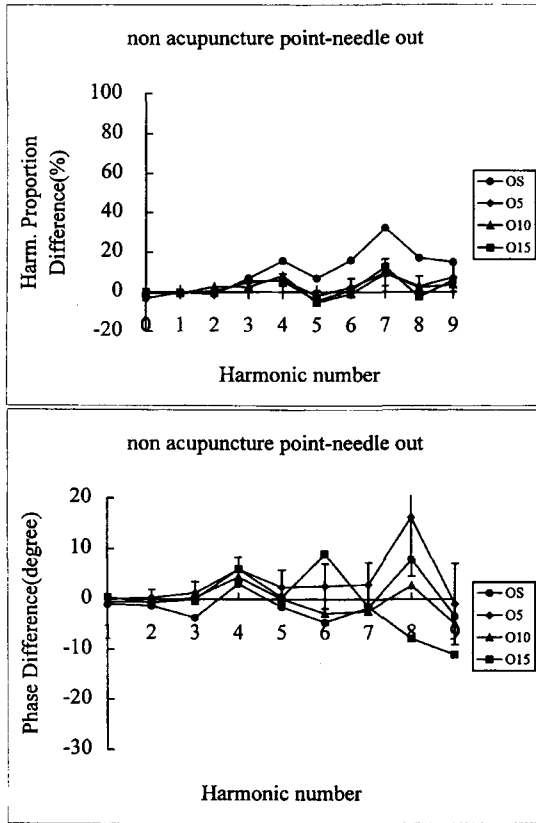 non acupuncture point-needle out
100
80
60
40
20
0
-20
Harm. Proportion
Difference(%)
0 1 2 3 4 5 6 7 8 9
Harmonic number
OS
O5
O10
O15
non acupuncture point-needle out
20
10
0
-10
-20
-30
Phase Difference(degree)
1 2 3 4 5 6 7 8
Harmonic number
OS
O5
O10
O15